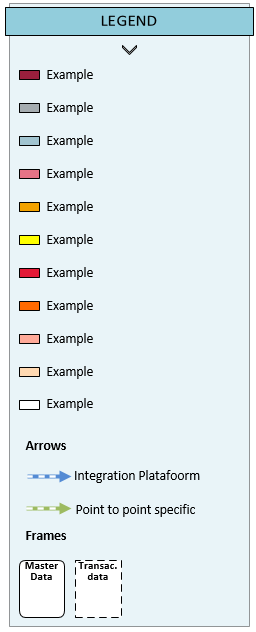 LEGEND
Example
Example
Example
Example
Example
Example
Example
Example
Example
Example
Example
Arrows
Integration Platafoorm
Point to point specific
Frames
Master
Data
Transac.
data